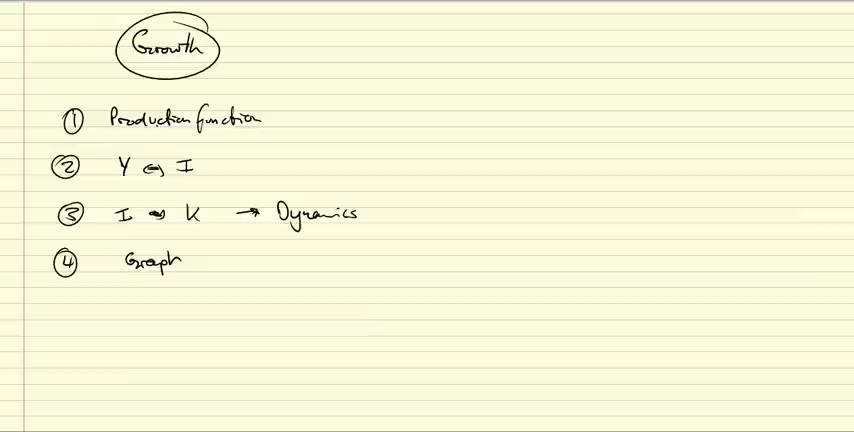 Growth
① Production function
② Y ⇔ I
③ I ⇔ K → Dynamics
④ Graph